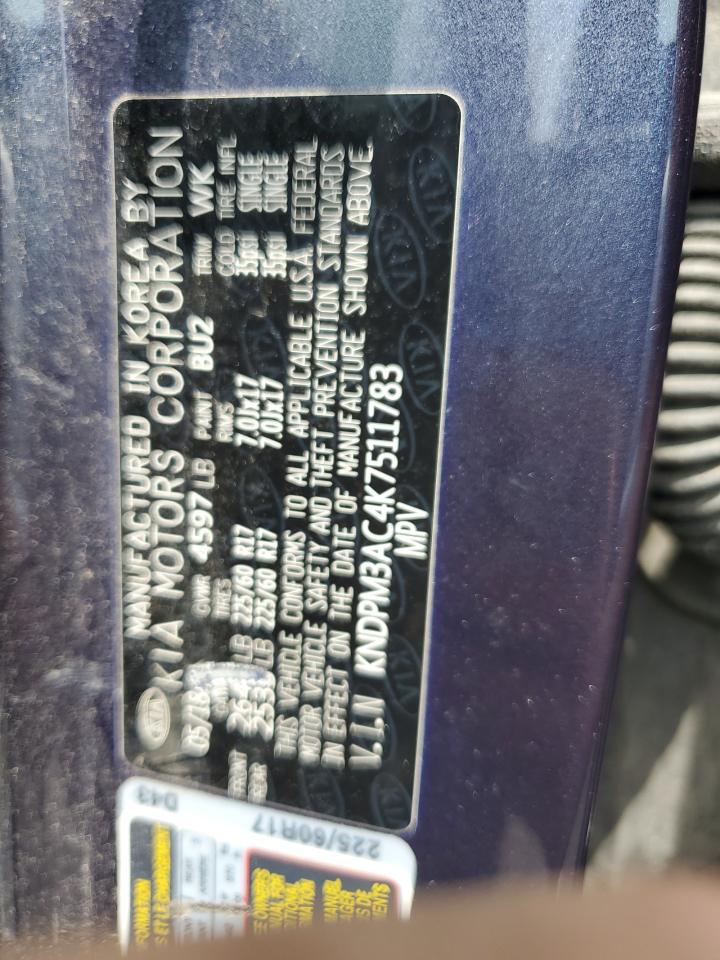 KIA
MANUFACTURED IN KOREA BY
KIA MOTORS CORPORATION
GVWR 4597 LB PAINT BU2 TRIM WK
TIRES RIMS COLD TIRE INFL
LB 225/60 R17 7.0Jx17 35psi SINGLE
LB 225/60 R17 7.0Jx17 35psi SINGLE
THIS VEHICLE CONFORMS TO ALL APPLICABLE U.S.A. FEDERAL
MOTOR VEHICLE SAFETY AND THEFT PREVENTION STANDARDS
IN EFFECT ON THE DATE OF MANUFACTURE SHOWN ABOVE.
V.I.N KNDPM3AC4K7511783
MPV
D43
225/60R17